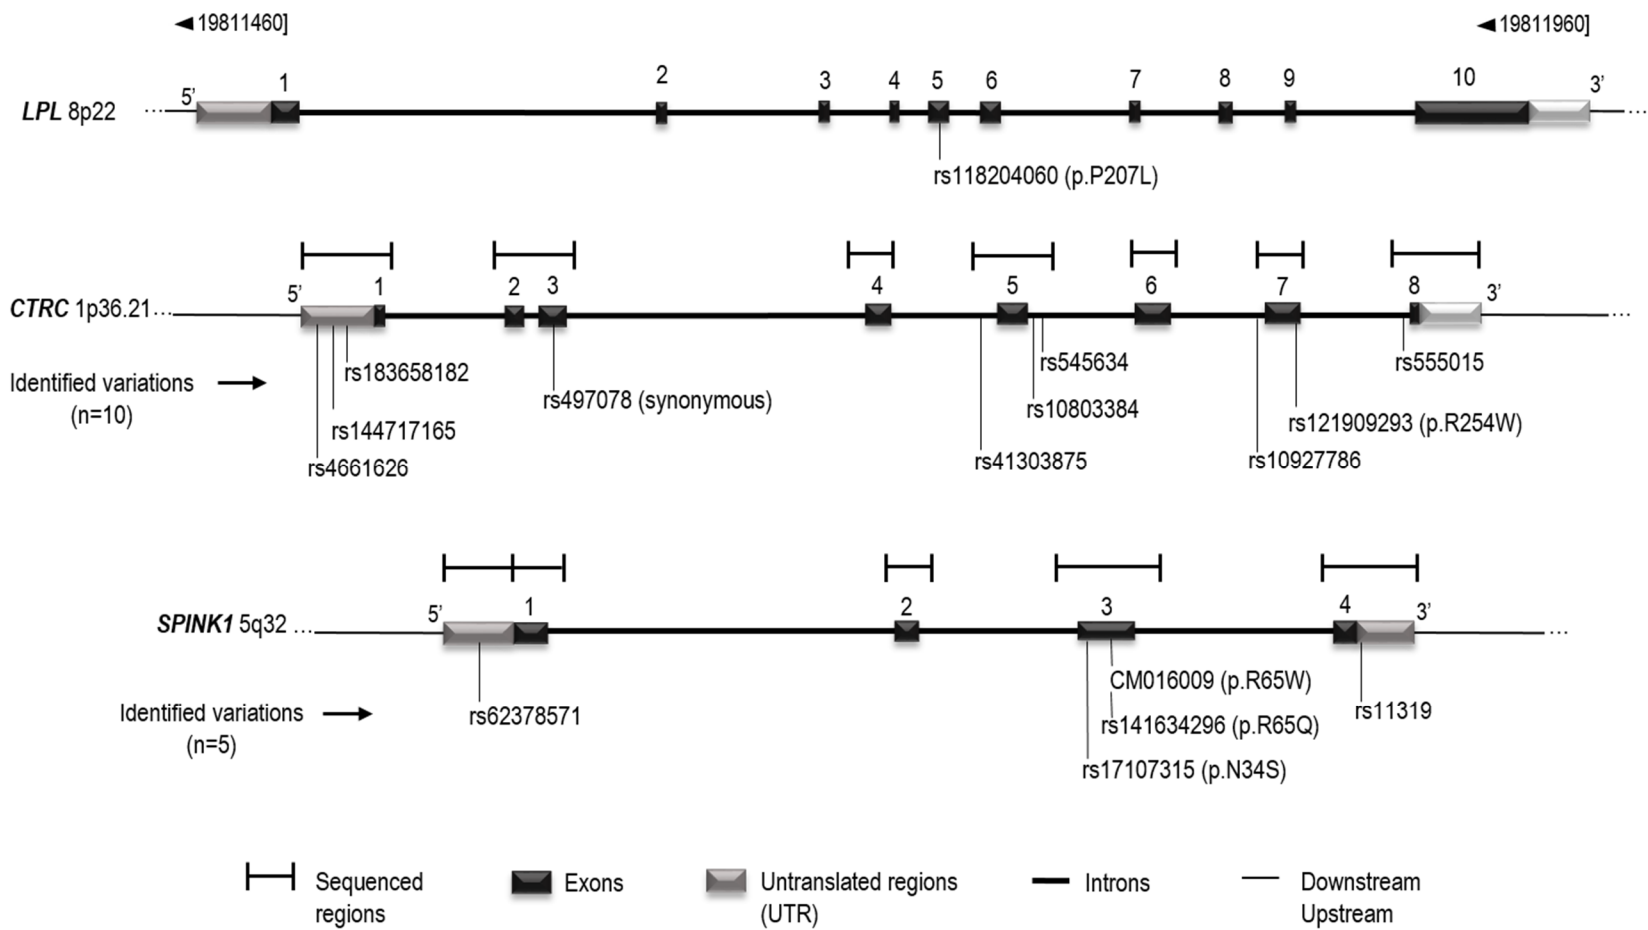 ◄19811460]
◄19811960]
1 2 3 4 5 6 7 8 9 10
LPL 8p22 ... 5' 3' ...
rs118204060 (p.P207L)
1 2 3 4 5 6 7 8
CTRC 1p36.21... 5' 3' ...
rs545634
rs555015
rs183658182
Identified variations
(n=10)
rs497078 (synonymous)
rs10803384
rs121909293 (p.R254W)
rs144717165
rs41303875
rs10927786
rs4661626
1 2 3 4
SPINK1 5q32 ... 5' 3' ...
CM016009 (p.R65W)
rs11319
Identified variations
(n=5)
rs62378571
rs141634296 (p.R65Q)
rs17107315 (p.N34S)
Sequenced
regions
Exons
Untranslated regions
(UTR)
Introns
Downstream
Upstream